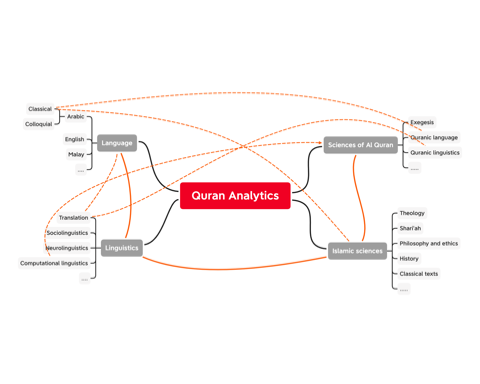 Classical
Arabic
Colloquial
English
Malay
....
Language
Exegesis
Quranic language
Quranic linguistics
.....
Sciences of Al Quran
Quran Analytics
Translation
Sociolinguistics
Neurolinguistics
Computational linguistics
....
Linguistics
Theology
Shari'ah
Philosophy and ethics
History
Classical texts
.....
Islamic sciences